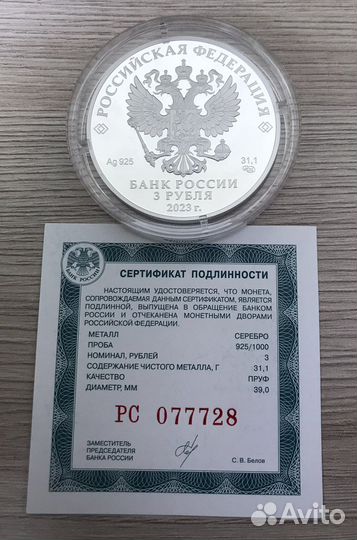 РОССИЙСКАЯ ФЕДЕРАЦИЯ
Ag 925
31,1
БАНК РОССИИ
3 РУБЛЯ
2023 г.
СЕРТИФИКАТ ПОДЛИННОСТИ
НАСТОЯЩИМ УДОСТОВЕРЯЕТСЯ, ЧТО МОНЕТА,
СОПРОВОЖДАЕМАЯ ДАННЫМ СЕРТИФИКАТОМ, ЯВЛЯЕТСЯ
ПОДЛИННОЙ, ВЫПУЩЕНА В ОБРАЩЕНИЕ БАНКОМ
РОССИИ И ОТЧЕКАНЕНА МОНЕТНЫМИ ДВОРАМИ
РОССИЙСКОЙ ФЕДЕРАЦИИ.
МЕТАЛЛ СЕРЕБРО
ПРОБА 925/1000
НОМИНАЛ, РУБЛЕЙ 3
СОДЕРЖАНИЕ ЧИСТОГО МЕТАЛЛА, Г 31,1
КАЧЕСТВО ПРУФ
ДИАМЕТР, ММ 39,0
РС 077728
ЗАМЕСТИТЕЛЬ
ПРЕДСЕДАТЕЛЯ
БАНКА РОССИИ
С. В. Белов
Avito